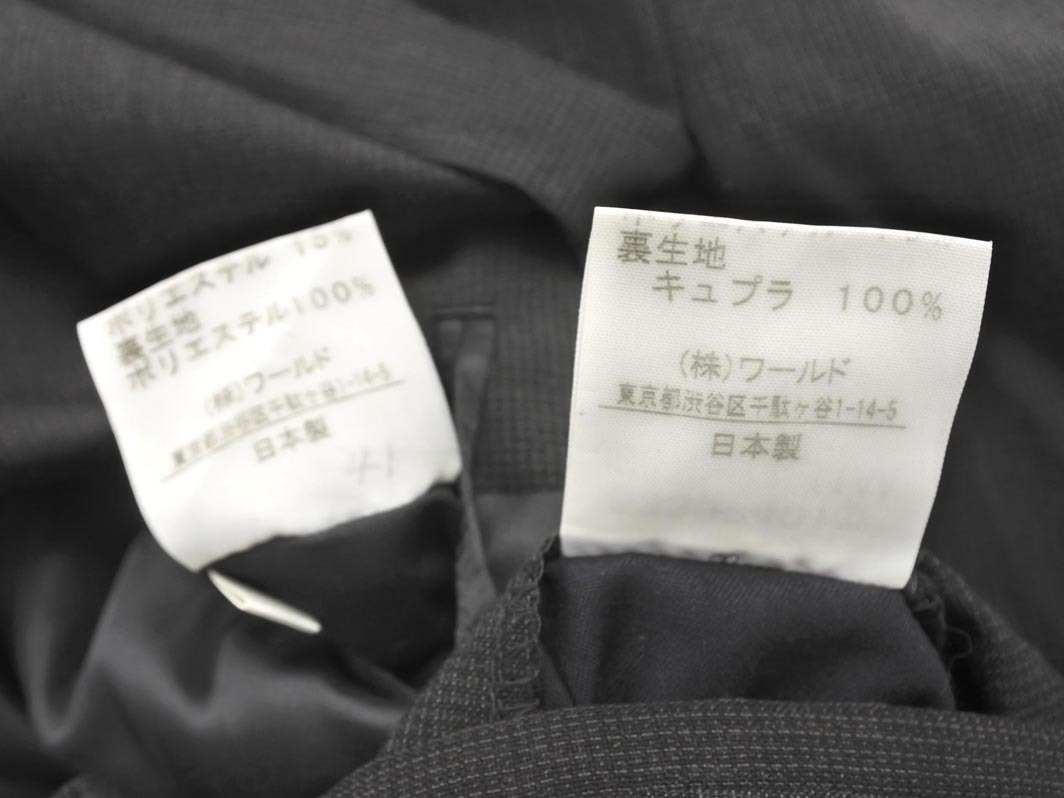 ポリエステル 10%
裏生地
ポリエステル100%
(株)ワールド
東京都渋谷区千駄ヶ谷1-14-5
日本製
41
裏生地
キュプラ 100%
(株)ワールド
東京都渋谷区千駄ヶ谷1-14-5
日本製